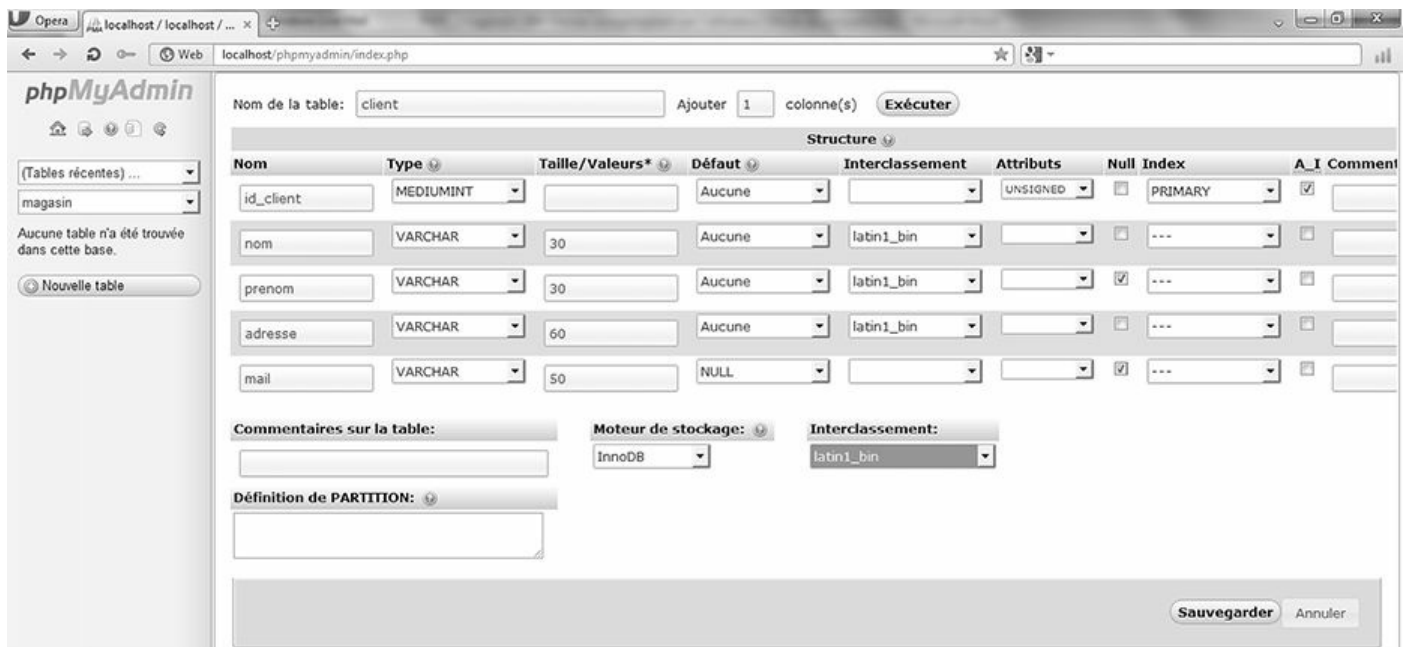 Opera localhost / localhost / ... ×
Web localhost/phpmyadmin/index.php
phpMyAdmin
(Tables récentes) ...
magasin
Aucune table n'a été trouvée
dans cette base.
Nouvelle table
Nom de la table: client Ajouter 1 colonne(s) Exécuter
Structure
Nom Type Taille/Valeurs* Défaut Interclassement Attributs Null Index A_I Comment
id_client MEDIUMINT Aucune UNSIGNED PRIMARY
nom VARCHAR 30 Aucune latin1_bin ---
prenom VARCHAR 30 Aucune latin1_bin ---
adresse VARCHAR 60 Aucune latin1_bin ---
mail VARCHAR 50 NULL ---
Commentaires sur la table: Moteur de stockage: Interclassement:
InnoDB latin1_bin
Définition de PARTITION:
Sauvegarder Annuler